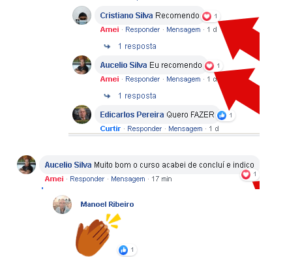 Cristiano Silva Recomendo 1
Amei · Responder · Mensagem · 1 d
1 resposta
Aucelio Silva Eu recomendo 1
Amei · Responder · Mensagem · 1 d
1 resposta
Edicarlos Pereira Quero FAZER 1
Curtir · Responder · Mensagem · 1 d
Aucelio Silva Muito bom o curso acabei de concluí e indico
1
Amei · Responder · Mensagem · 17 min
Manoel Ribeiro
1